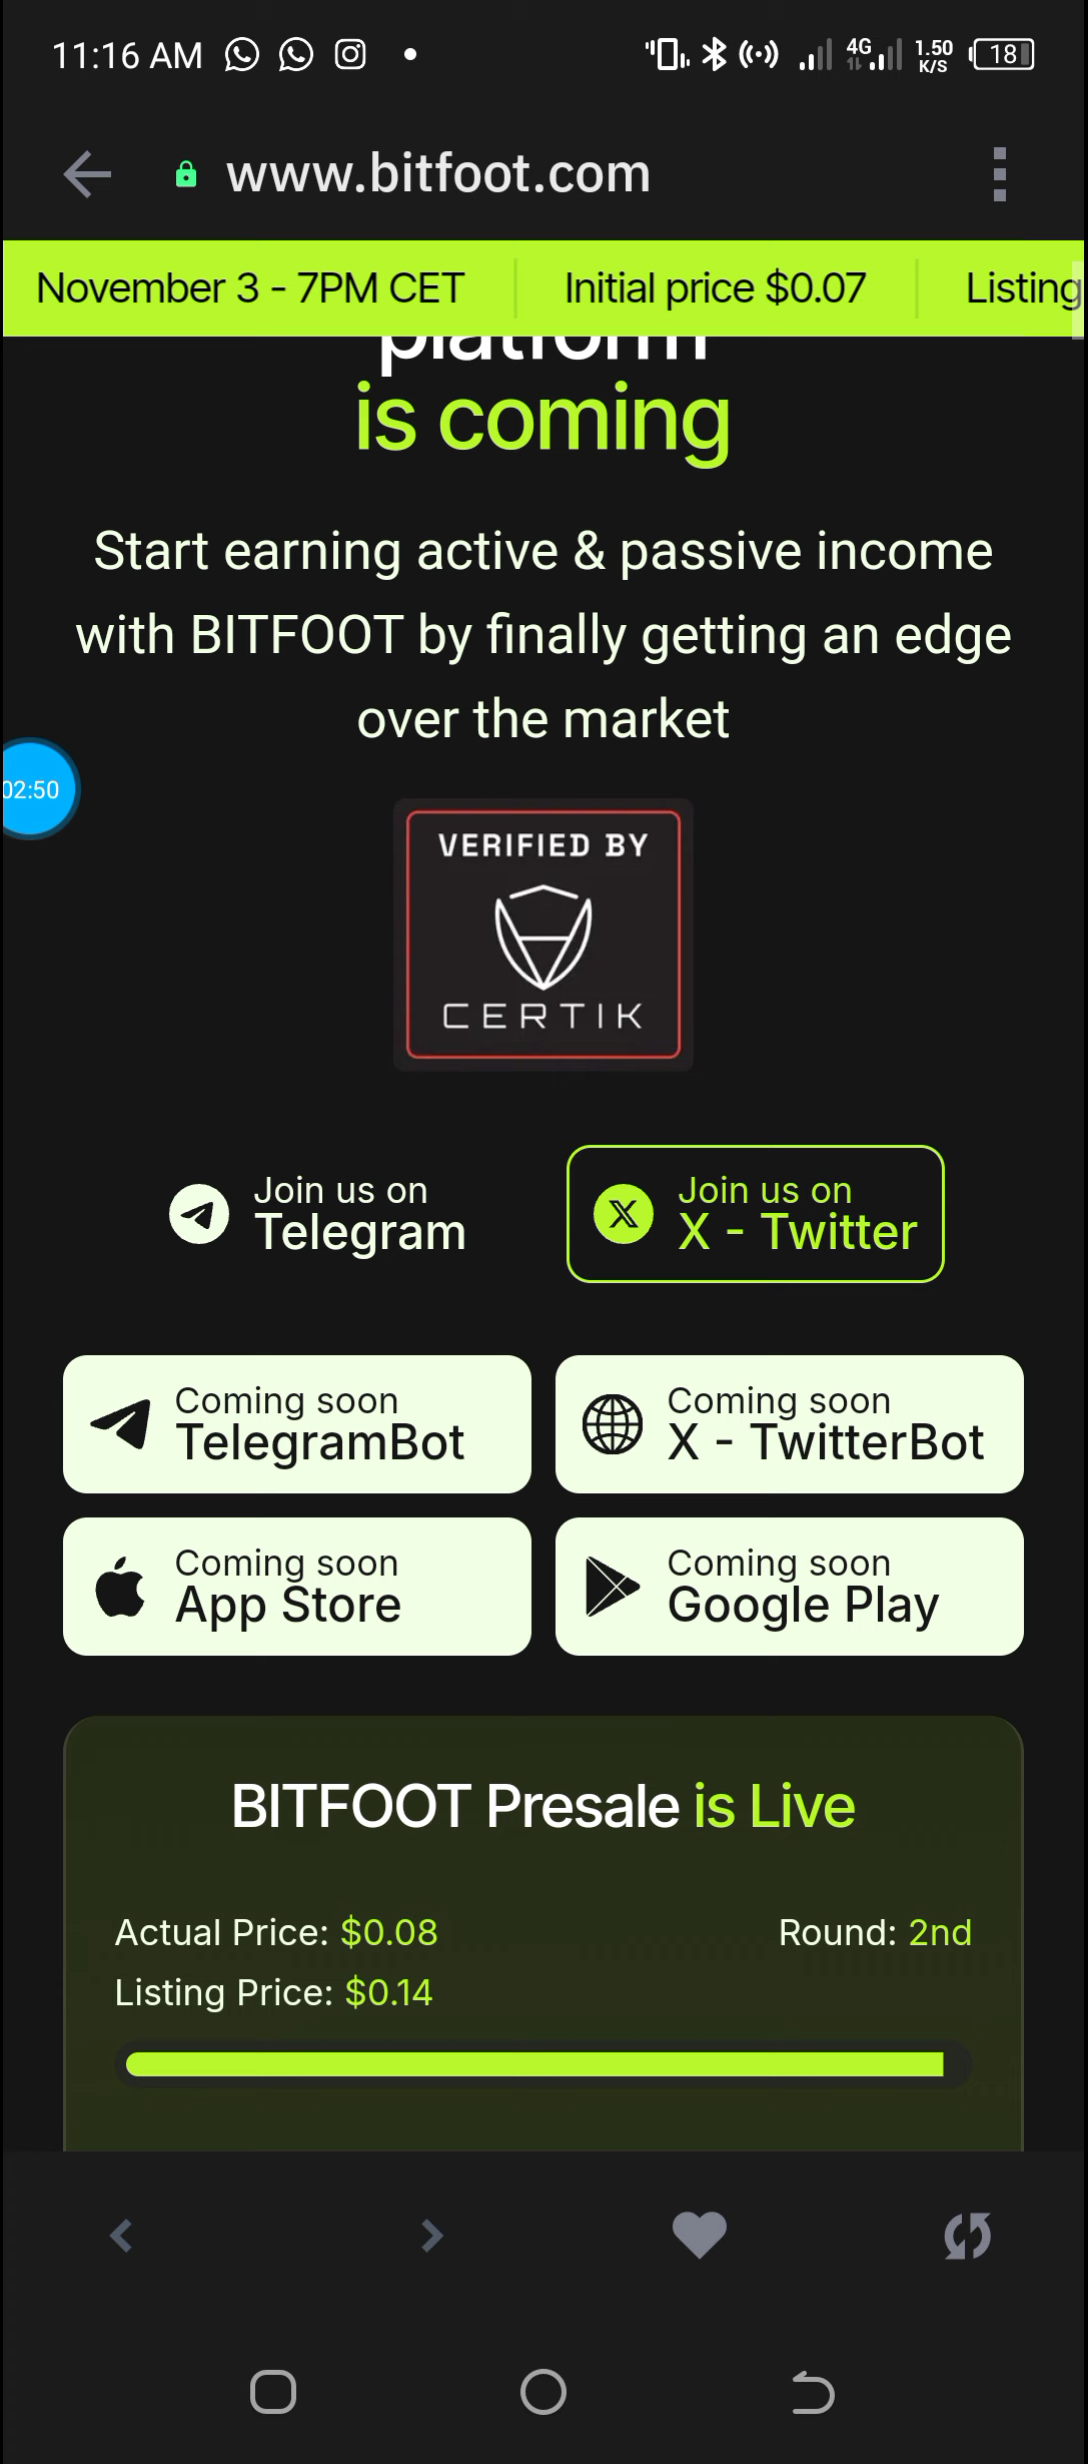 11:16 AM
4G
1.50
K/S
18
www.bitfoot.com
November 3 - 7PM CET
Initial price $0.07
Listing
platform
is coming
Start earning active & passive income
with BITFOOT by finally getting an edge
over the market
02:50
VERIFIED BY
CERTIK
Join us on
Telegram
Join us on
X - Twitter
Coming soon
TelegramBot
Coming soon
X - TwitterBot
Coming soon
App Store
Coming soon
Google Play
BITFOOT Presale is Live
Actual Price: $0.08
Round: 2nd
Listing Price: $0.14